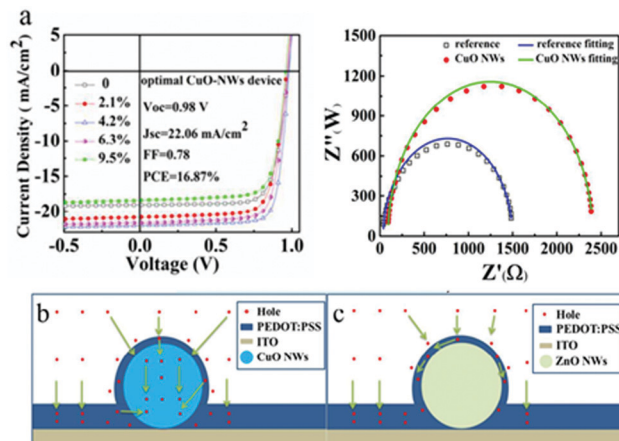 a
5
0
-5
-10
-15
-20
Current Density ( mA/cm²)
0
2.1%
4.2%
6.3%
9.5%
optimal CuO-NWs device
Voc=0.98 V
Jsc=22.06 mA/cm²
FF=0.78
PCE=16.87%
-0.5
0.0
0.5
1.0
Voltage (V)
1500
1200
900
600
300
0
Z''(W)
reference
reference fitting
CuO NWs
CuO NWs fitting
0
500
1000
1500
2000
2500
Z'(Ω)
b
Hole
PEDOT:PSS
ITO
CuO NWs
c
Hole
PEDOT:PSS
ITO
ZnO NWs